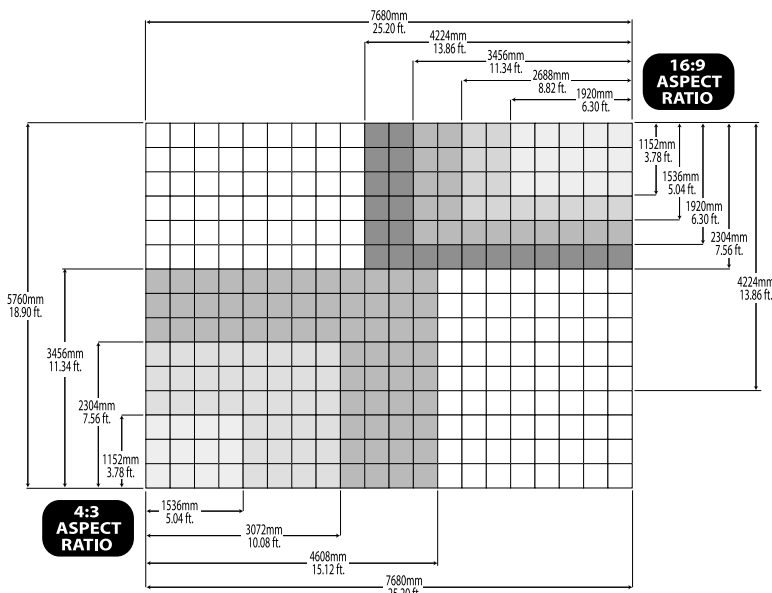 7680mm
25.20 ft.
4224mm
13.86 ft.
3456mm
11.34 ft.
2688mm
8.82 ft.
1920mm
6.30 ft.
16:9
ASPECT
RATIO
1152mm
3.78 ft.
1536mm
5.04 ft.
1920mm
6.30 ft.
2304mm
7.56 ft.
4224mm
13.86 ft.
5760mm
18.90 ft.
3456mm
11.34 ft.
2304mm
7.56 ft.
1152mm
3.78 ft.
4:3
ASPECT
RATIO
1536mm
5.04 ft.
3072mm
10.08 ft.
4608mm
15.12 ft.
7680mm
25.20 ft.